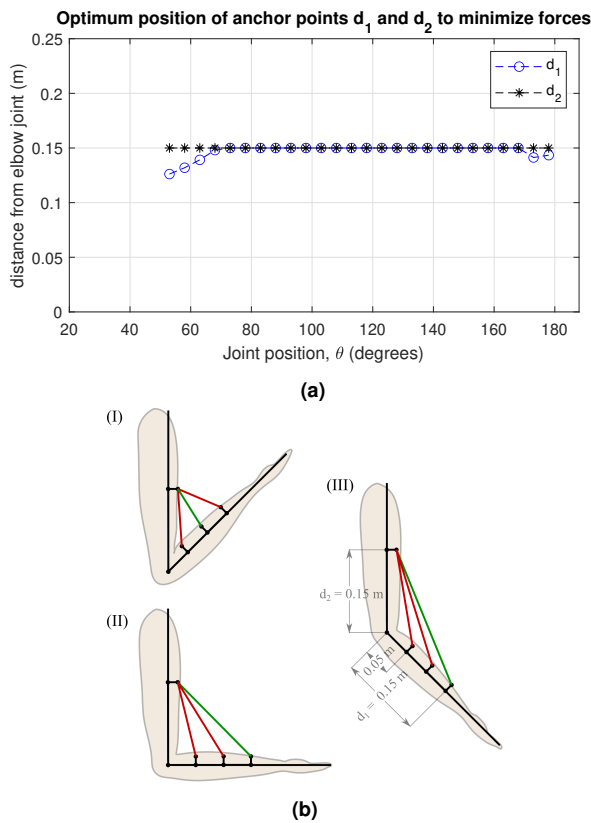 Optimum position of anchor points d1 and d2 to minimize forces
0.25
0.2
0.15
0.1
0.05
0
distance from elbow joint (m)
d1
d2
20
40
60
80
100
120
140
160
180
Joint position, θ (degrees)
(a)
(I)
(II)
(III)
d2 = 0.15 m
0.05 m
d1 = 0.15 m
(b)